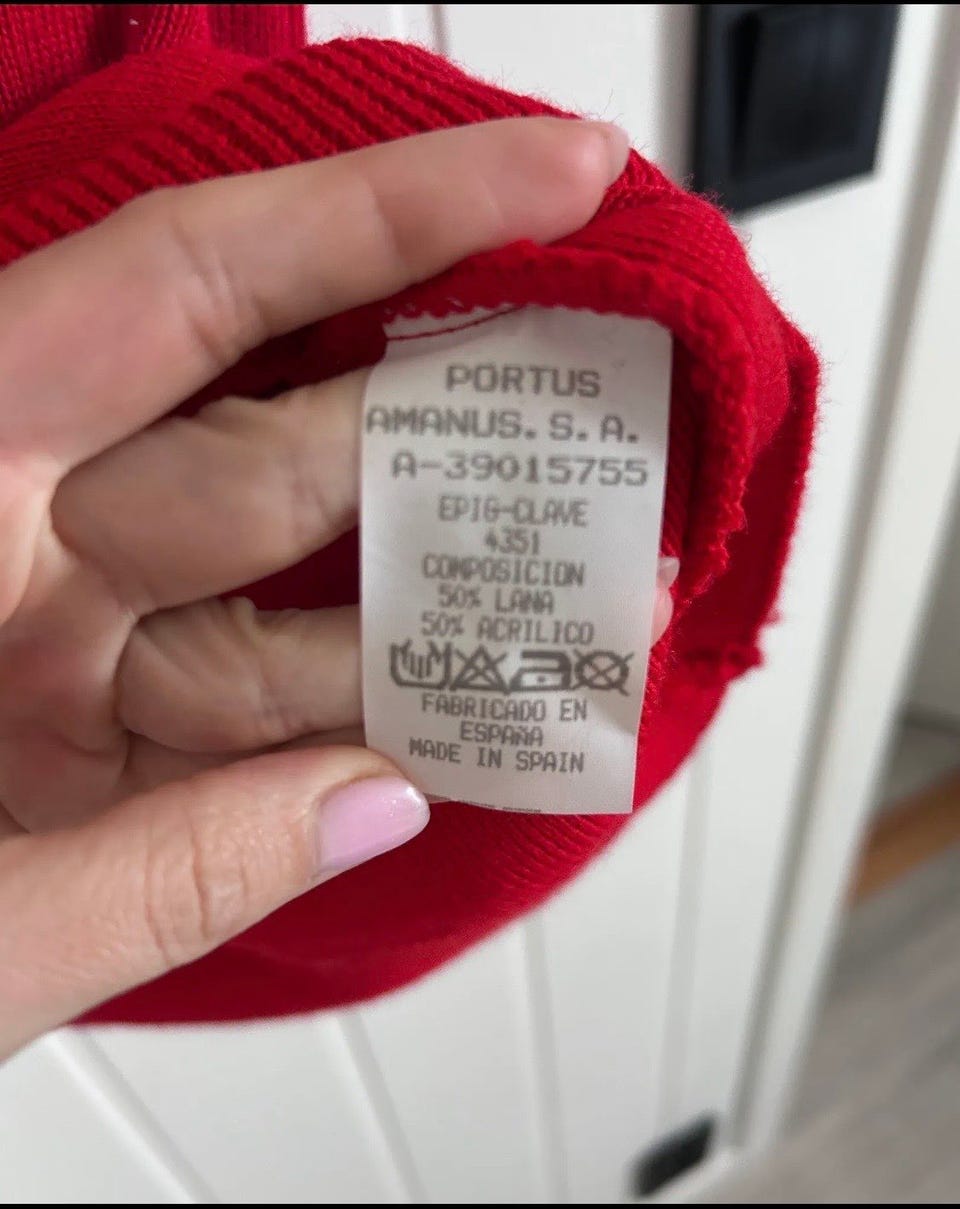 PORTUS
AMANUS. S. A.
A-39015755
EPIG-CLAVE
4351
COMPOSICION
50% LANA
50% ACRILICO
FABRICADO EN
ESPAÑA
MADE IN SPAIN